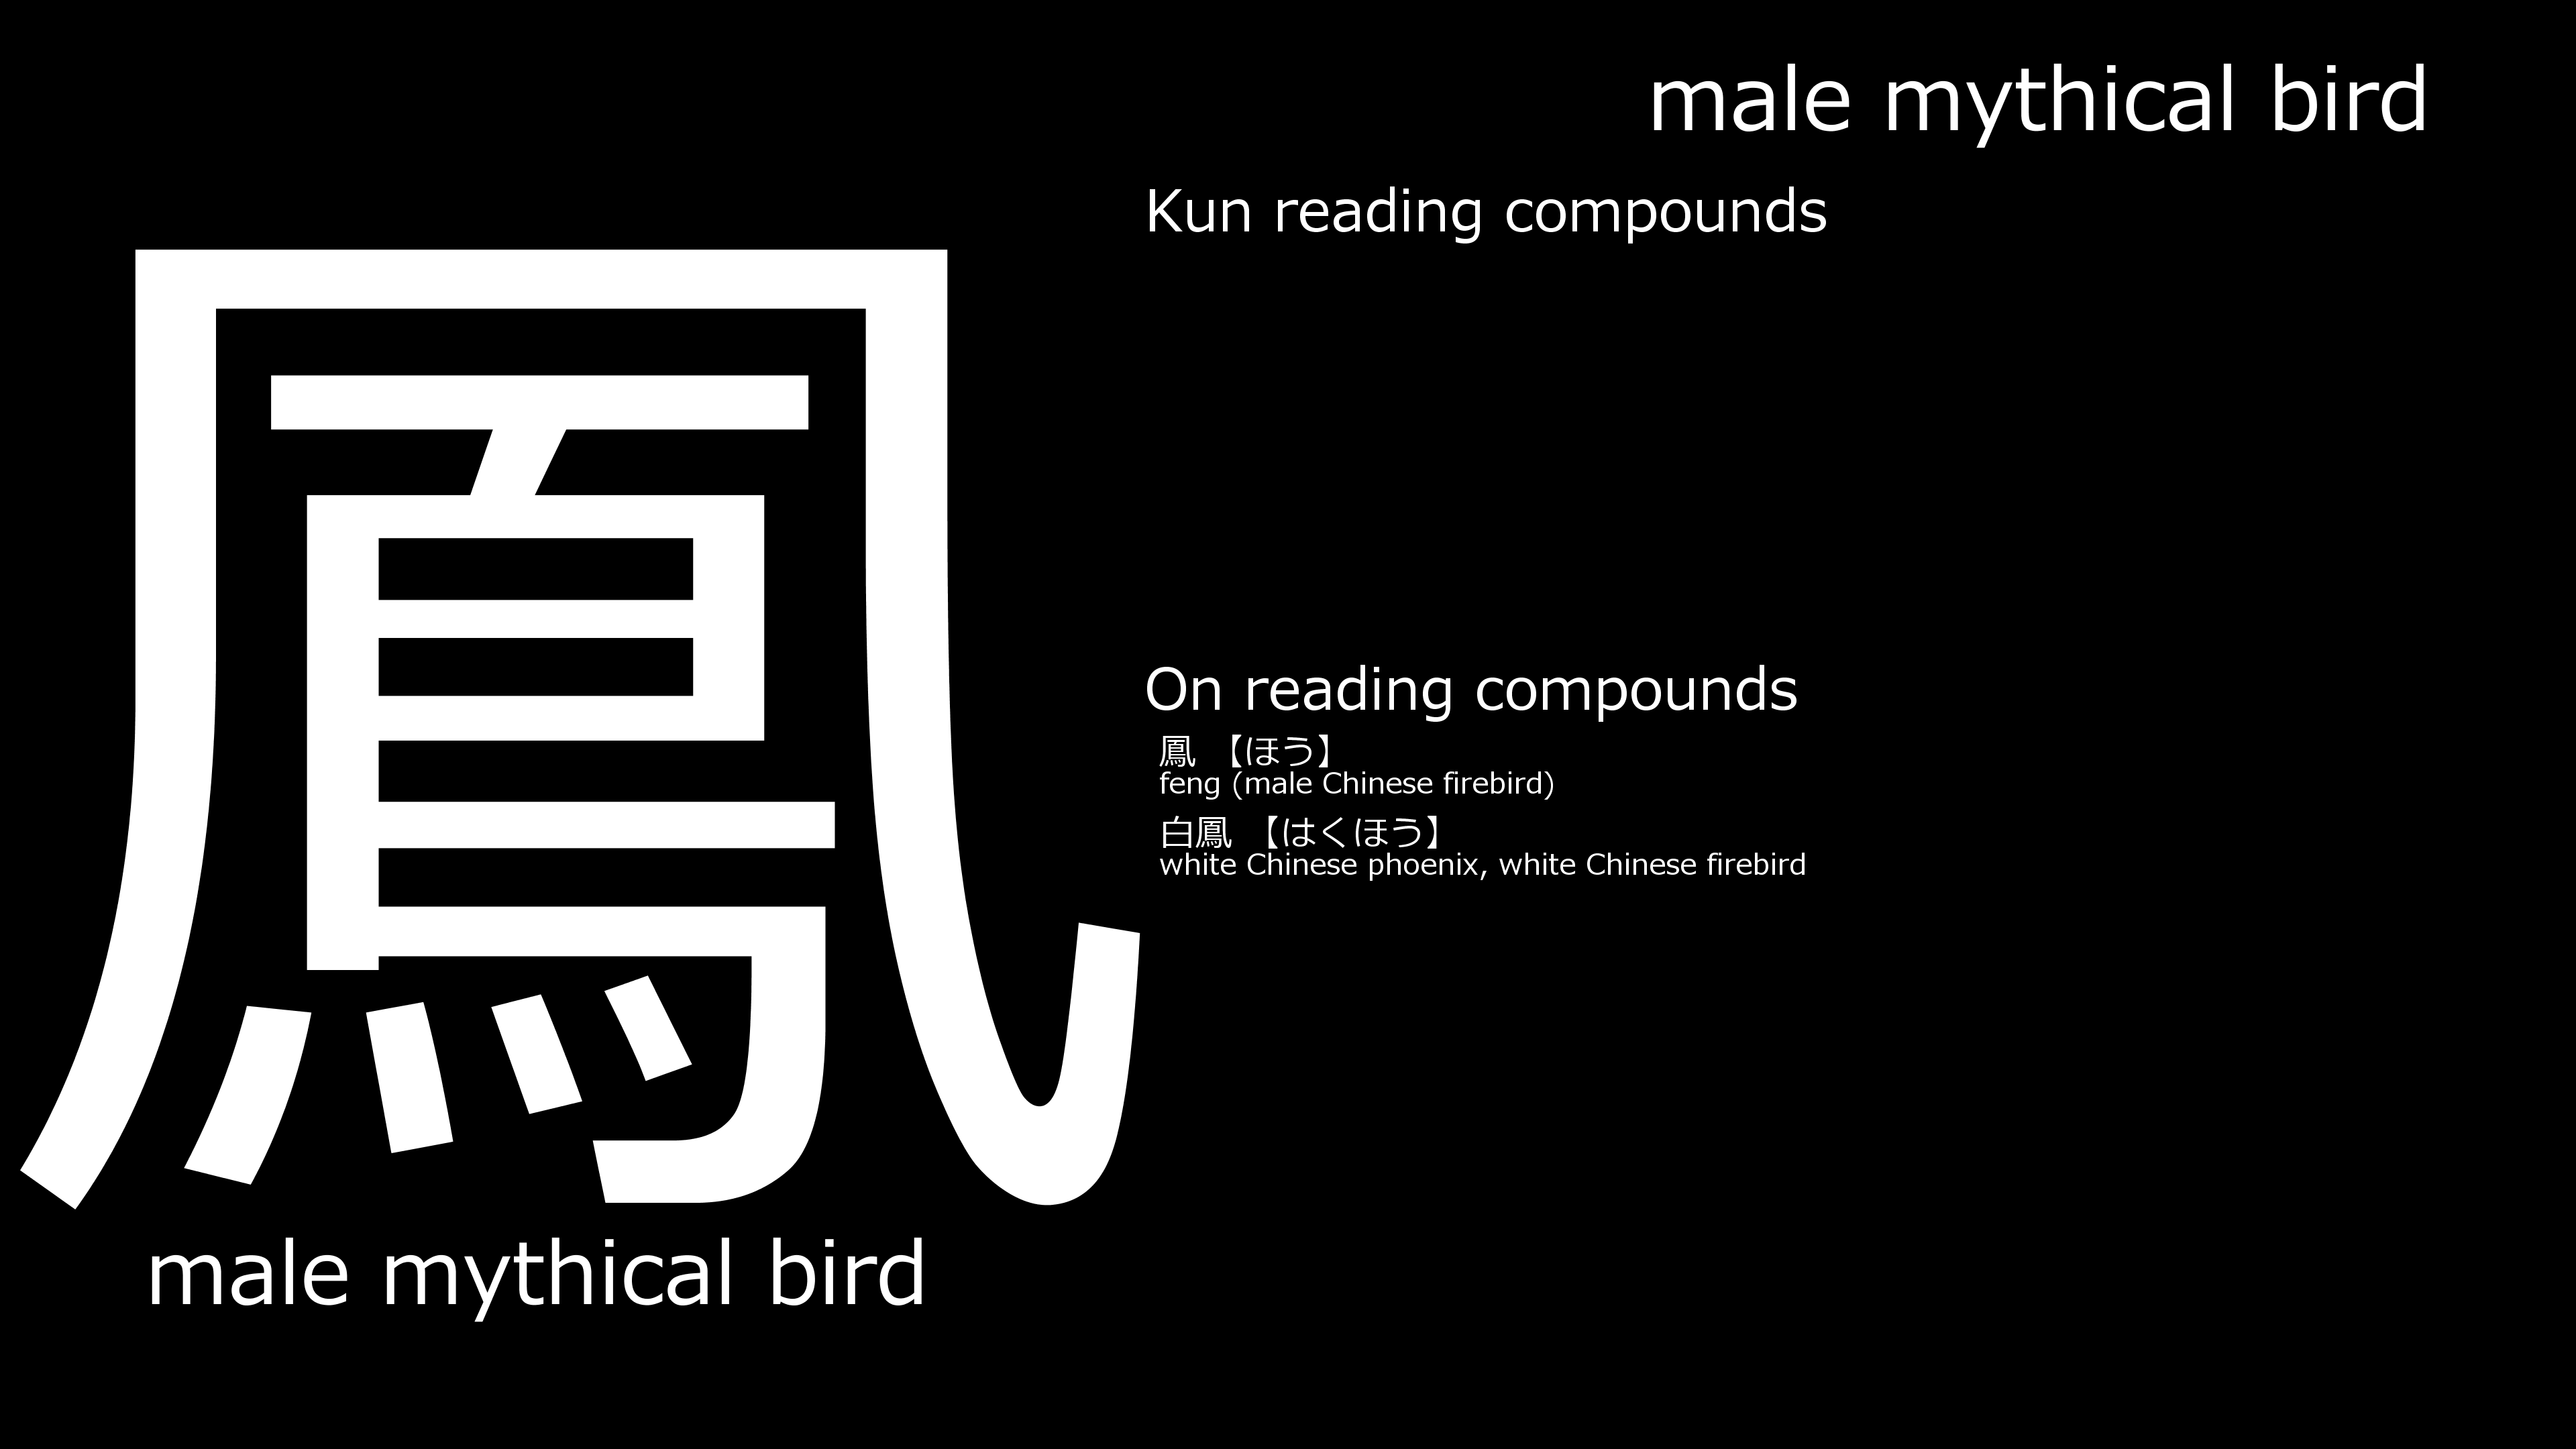 male mythical bird
Kun reading compounds
鳳
On reading compounds
鳳 【ほう】
feng (male Chinese firebird)
白鳳 【はくほう】
white Chinese phoenix, white Chinese firebird
male mythical bird